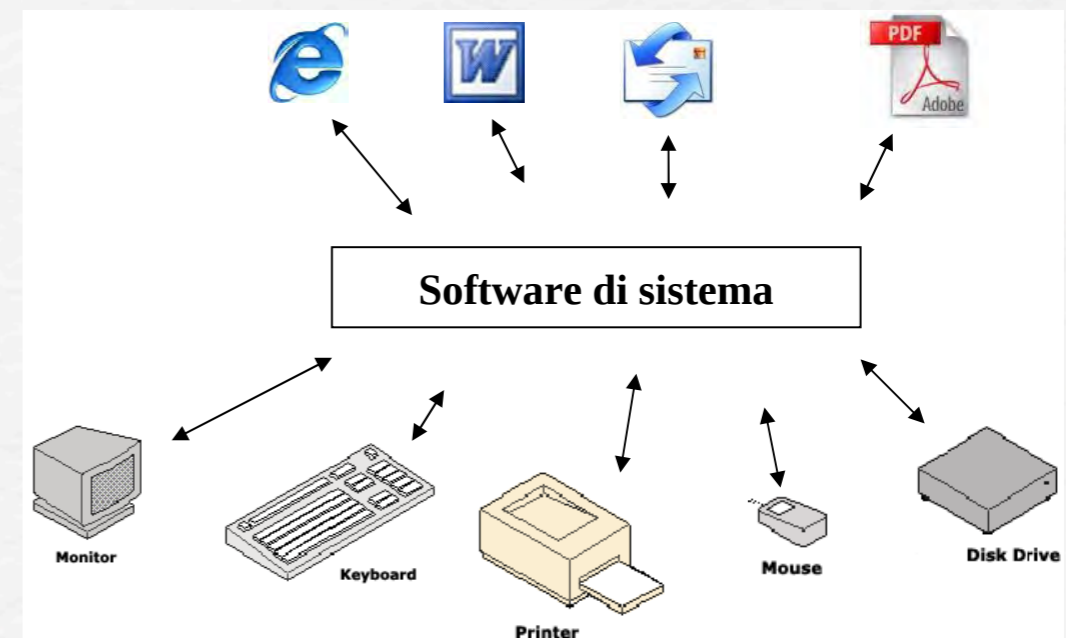 e
W
PDF
Adobe
Software di sistema
Monitor
Keyboard
Printer
Mouse
Disk Drive